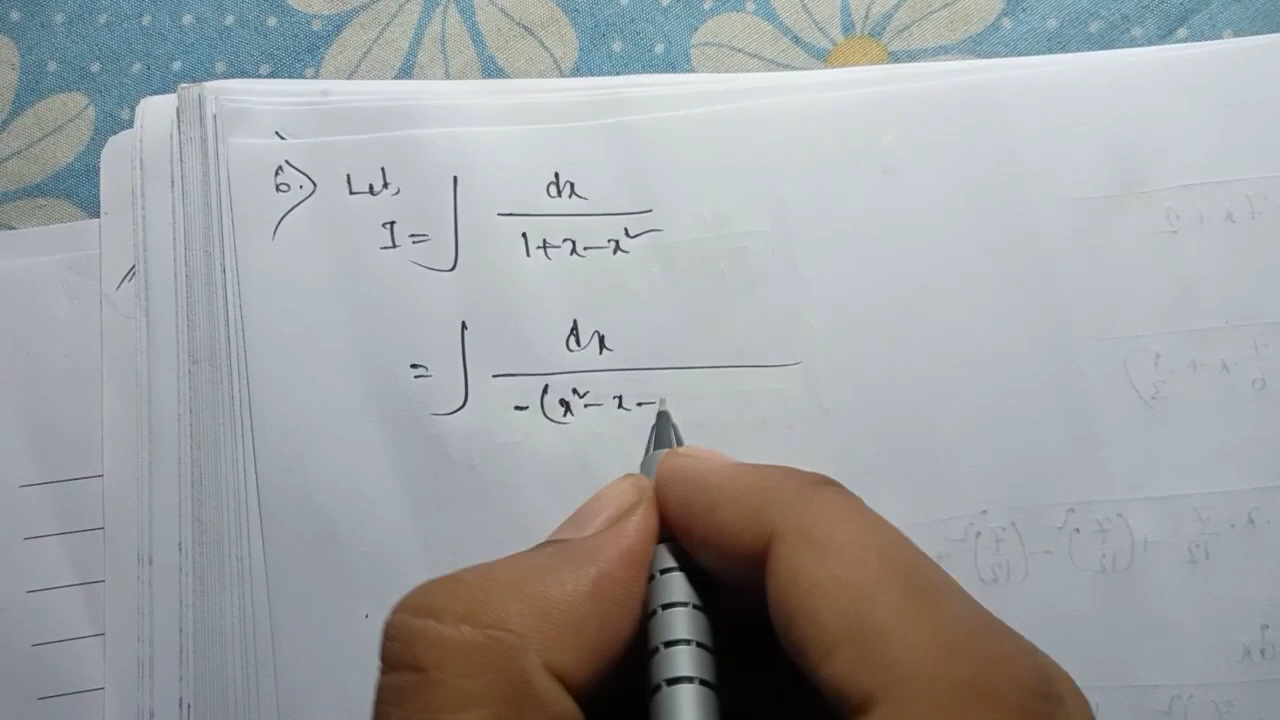 6.) Let,
I = ∫ dx / 1+x-x²
= ∫ dx / -(x²-x-